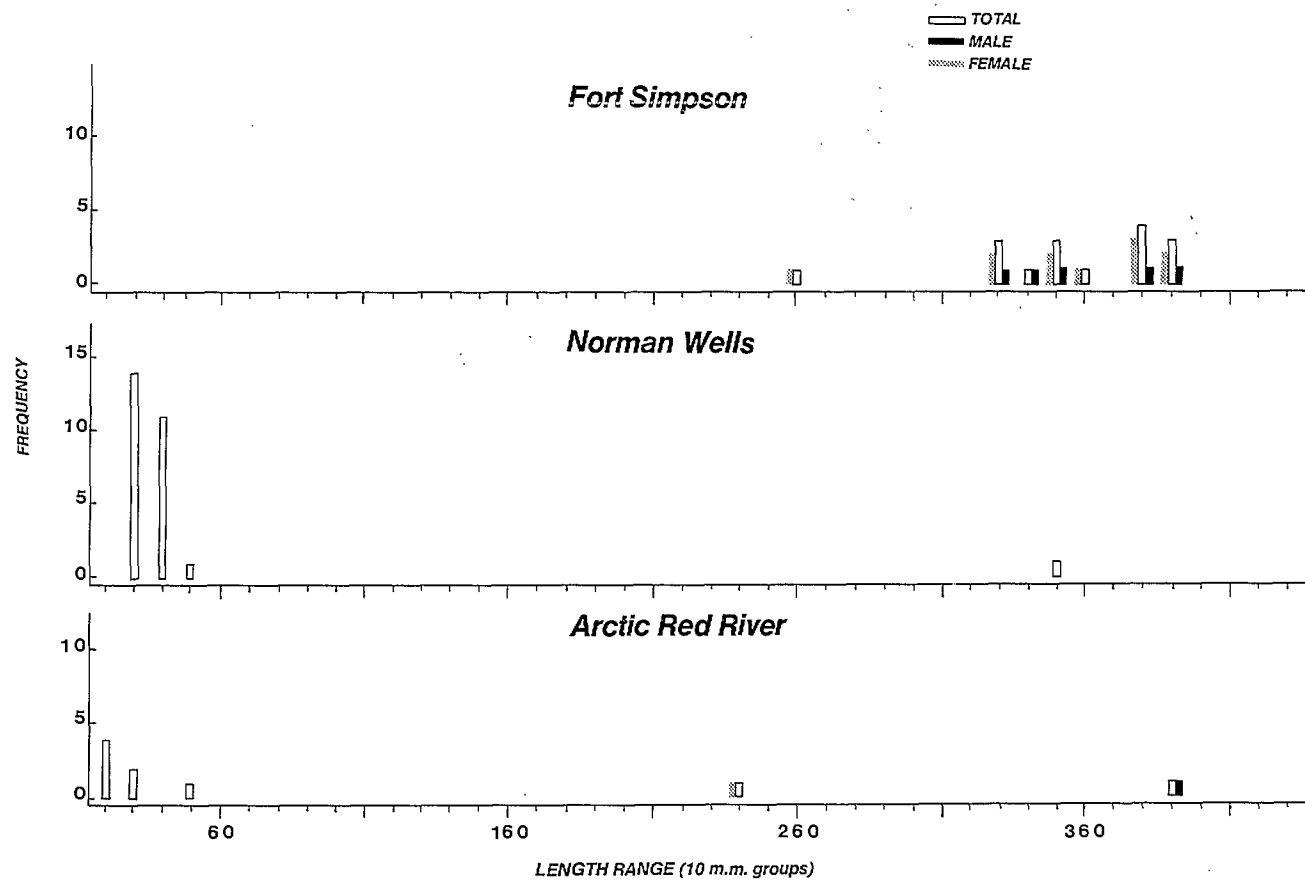 TOTAL
MALE
FEMALE
Fort Simpson
10
5
0
Norman Wells
15
10
5
0
FREQUENCY
Arctic Red River
10
5
0
60 160 260 360
LENGTH RANGE (10 m.m. groups)